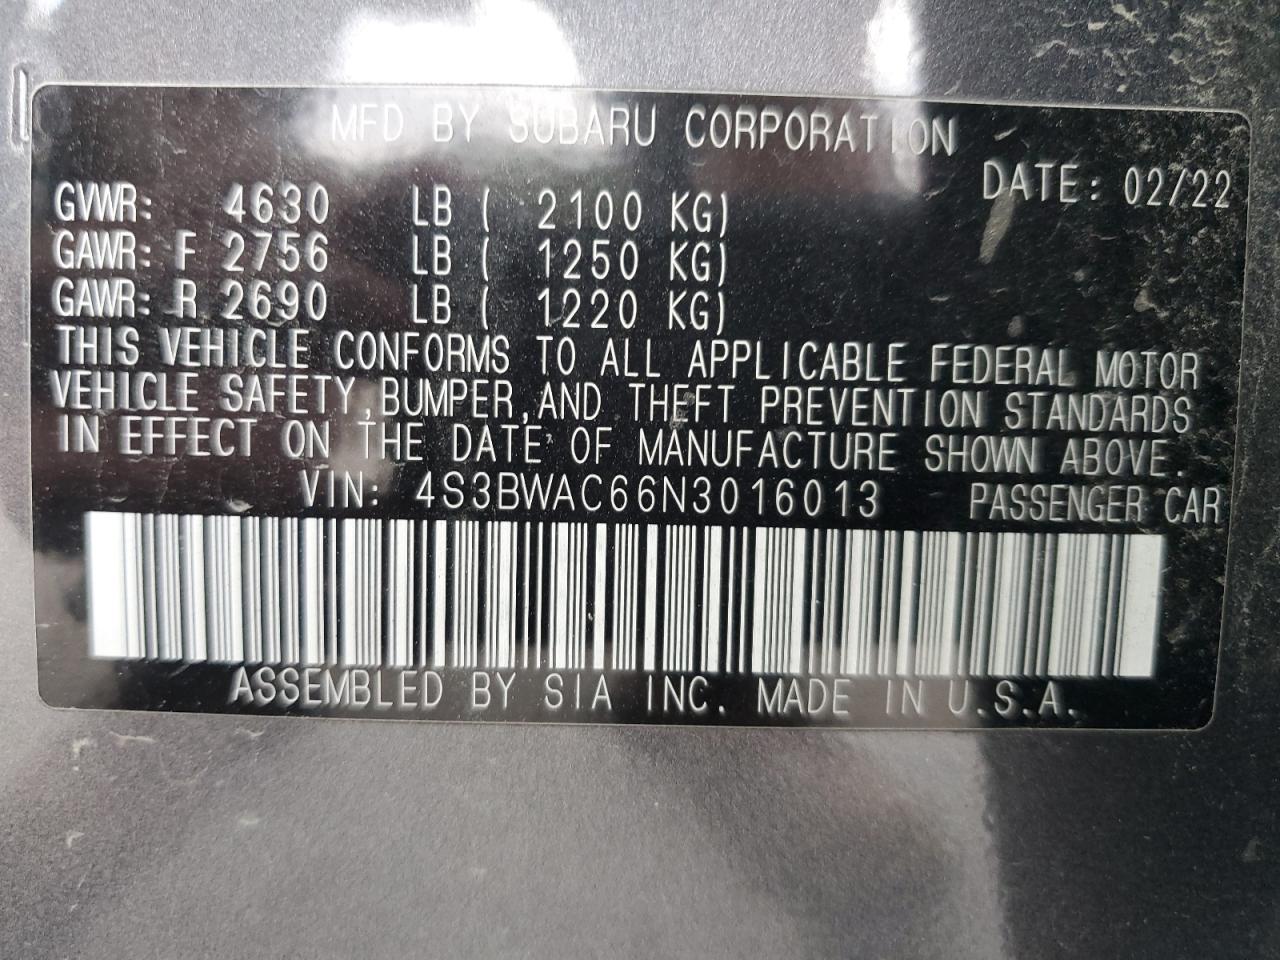 MFD BY SUBARU CORPORATION
DATE: 02/22
GVWR: 4630 LB ( 2100 KG)
GAWR: F 2756 LB ( 1250 KG)
GAWR: R 2690 LB ( 1220 KG)
THIS VEHICLE CONFORMS TO ALL APPLICABLE FEDERAL MOTOR
VEHICLE SAFETY, BUMPER, AND THEFT PREVENTION STANDARDS
IN EFFECT ON THE DATE OF MANUFACTURE SHOWN ABOVE.
VIN: 4S3BWAC66N3016013 PASSENGER CAR
ASSEMBLED BY SIA INC. MADE IN U.S.A.